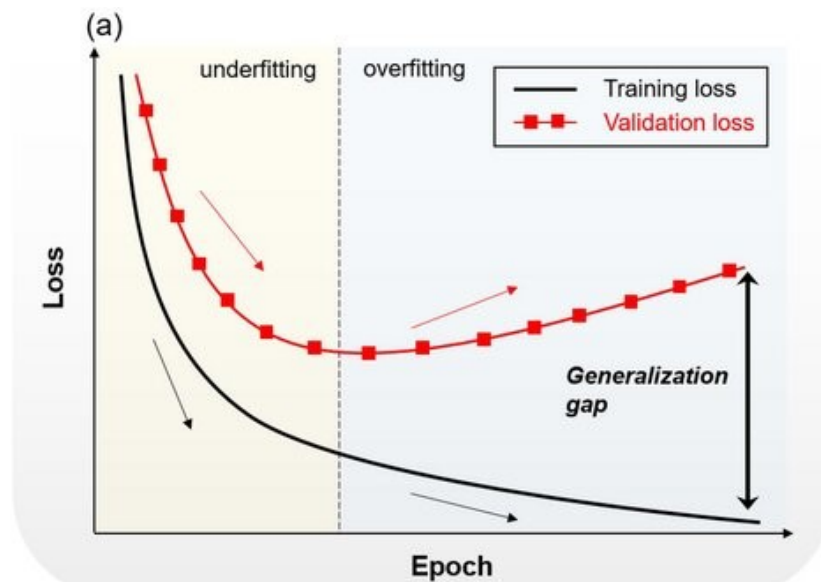 (a)
underfitting
overfitting
Training loss
Validation loss
Loss
Generalization
gap
Epoch